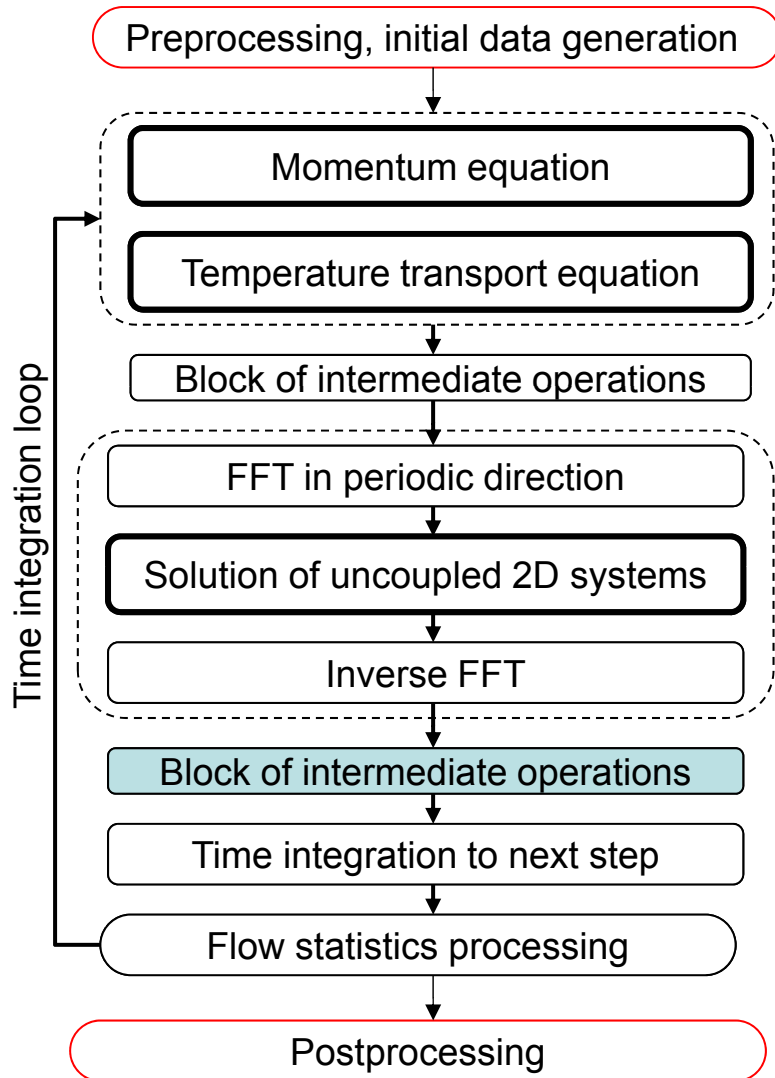 Preprocessing, initial data generation
Momentum equation
Temperature transport equation
Block of intermediate operations
FFT in periodic direction
Solution of uncoupled 2D systems
Inverse FFT
Block of intermediate operations
Time integration to next step
Flow statistics processing
Postprocessing
Time integration loop